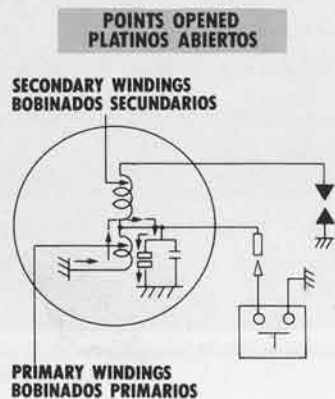 POINTS OPENED
PLATINOS ABIERTOS
SECONDARY WINDINGS
BOBINADOS SECUNDARIOS
PRIMARY WINDINGS
BOBINADOS PRIMARIOS